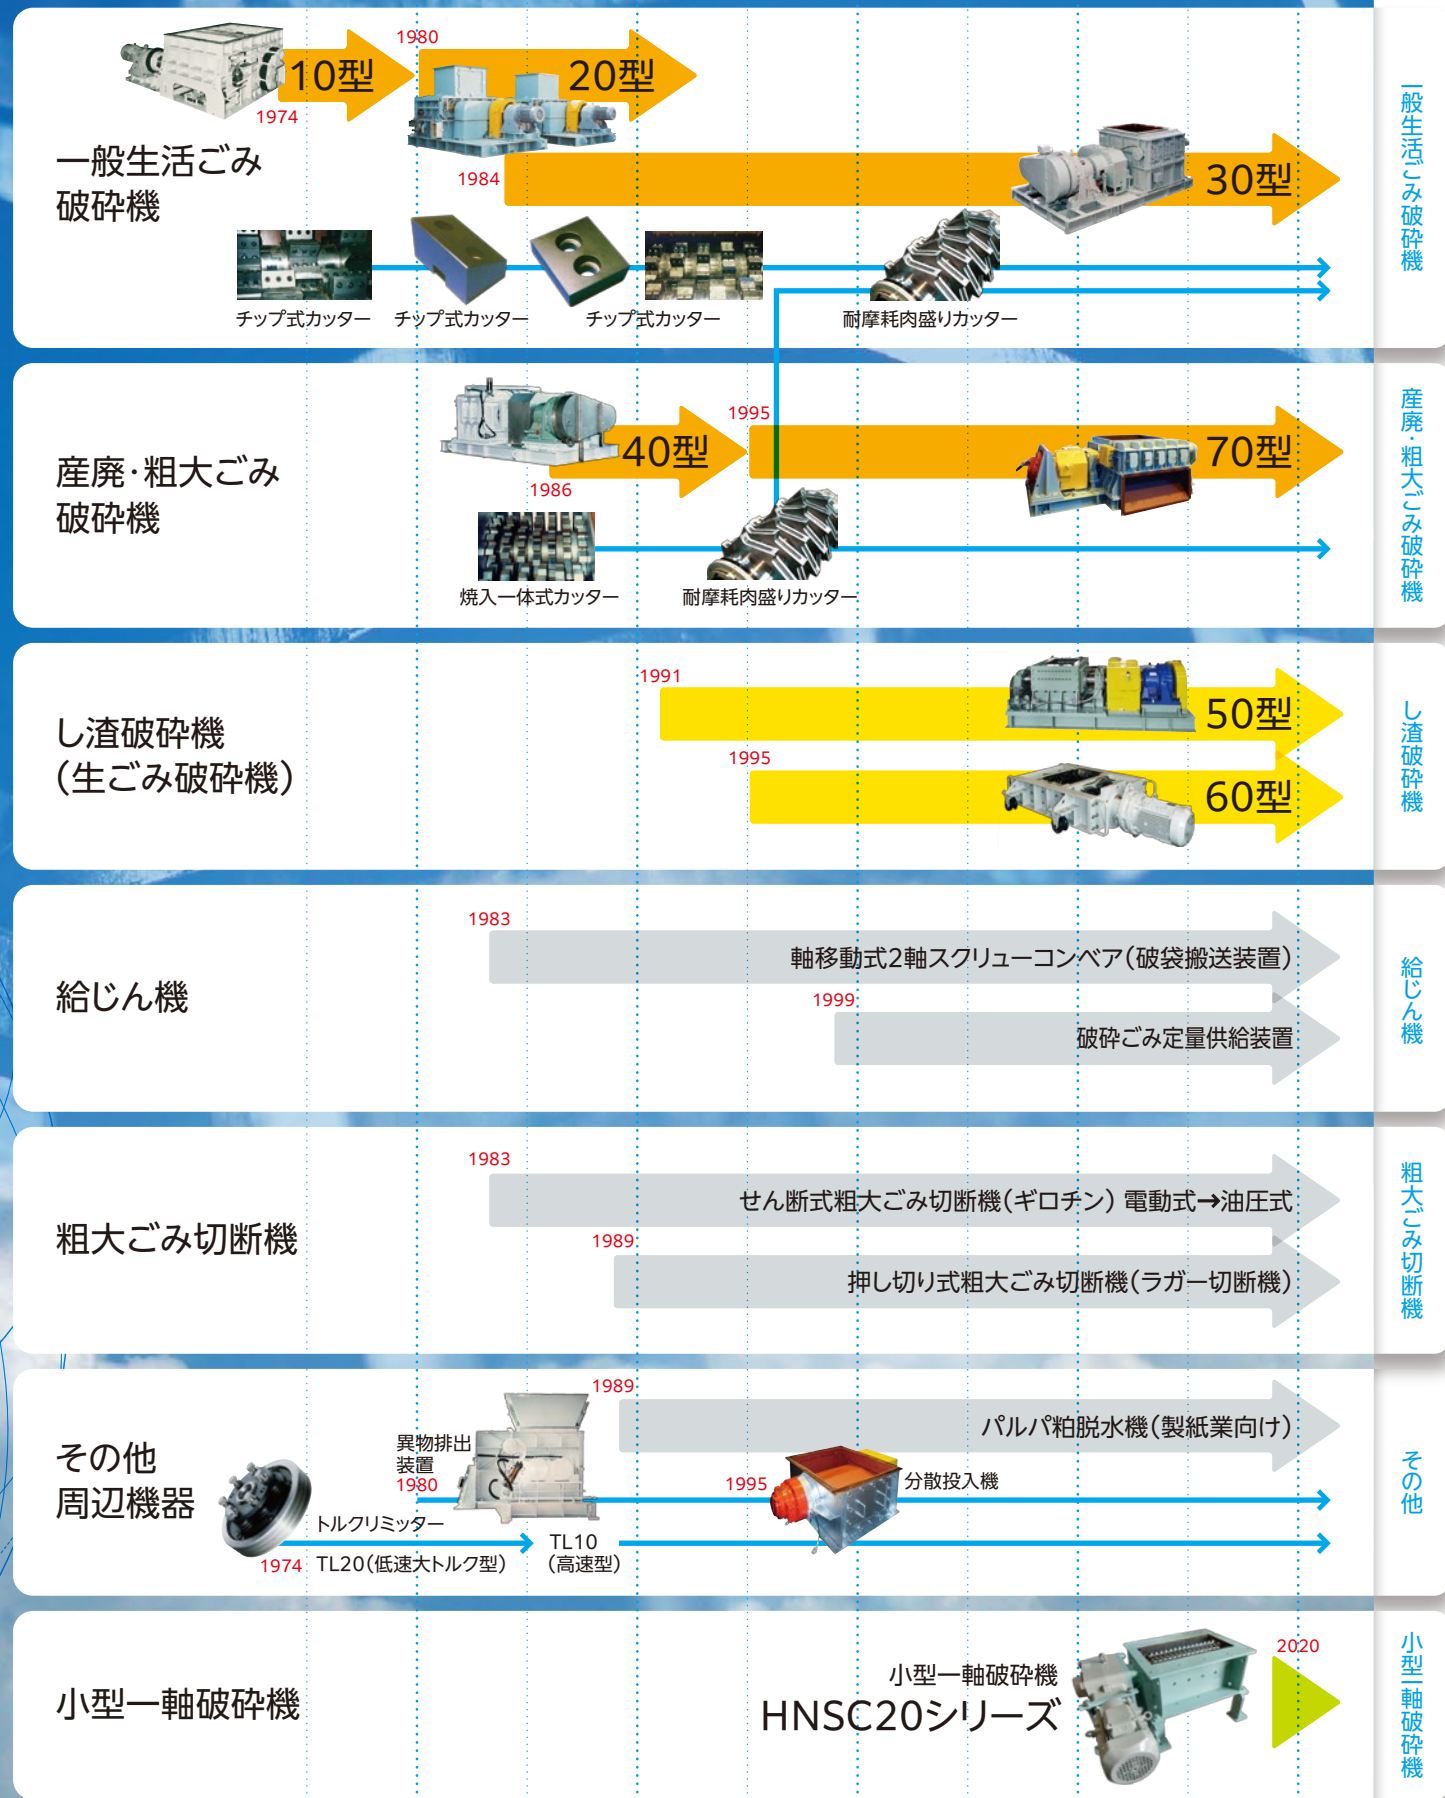 1980
10型
20型
1974
一般生活ごみ
破砕機
1984
30型
チップ式カッター
チップ式カッター
チップ式カッター
耐摩耗肉盛りカッター
一般生活ごみ破砕機
産廃・粗大ごみ
破砕機
1995
40型
70型
1986
焼入一体式カッター
耐摩耗肉盛りカッター
産廃・粗大ごみ破砕機
し渣破砕機
(生ごみ破砕機)
1991
50型
1995
60型
し渣破砕機
給じん機
1983
軸移動式2軸スクリューコンベア(破袋搬送装置)
1999
破砕ごみ定量供給装置
給じん機
粗大ごみ切断機
1983
せん断式粗大ごみ切断機(ギロチン) 電動式→油圧式
1989
押し切り式粗大ごみ切断機(ラガー切断機)
粗大ごみ切断機
その他
周辺機器
1989
パルパ粕脱水機(製紙業向け)
異物排出
装置
1980
1995
分散投入機
トルクリミッター
1974
TL20(低速大トルク型)
TL10
(高速型)
その他
小型一軸破砕機
小型一軸破砕機
HNSC20シリーズ
2020
小型一軸破砕機